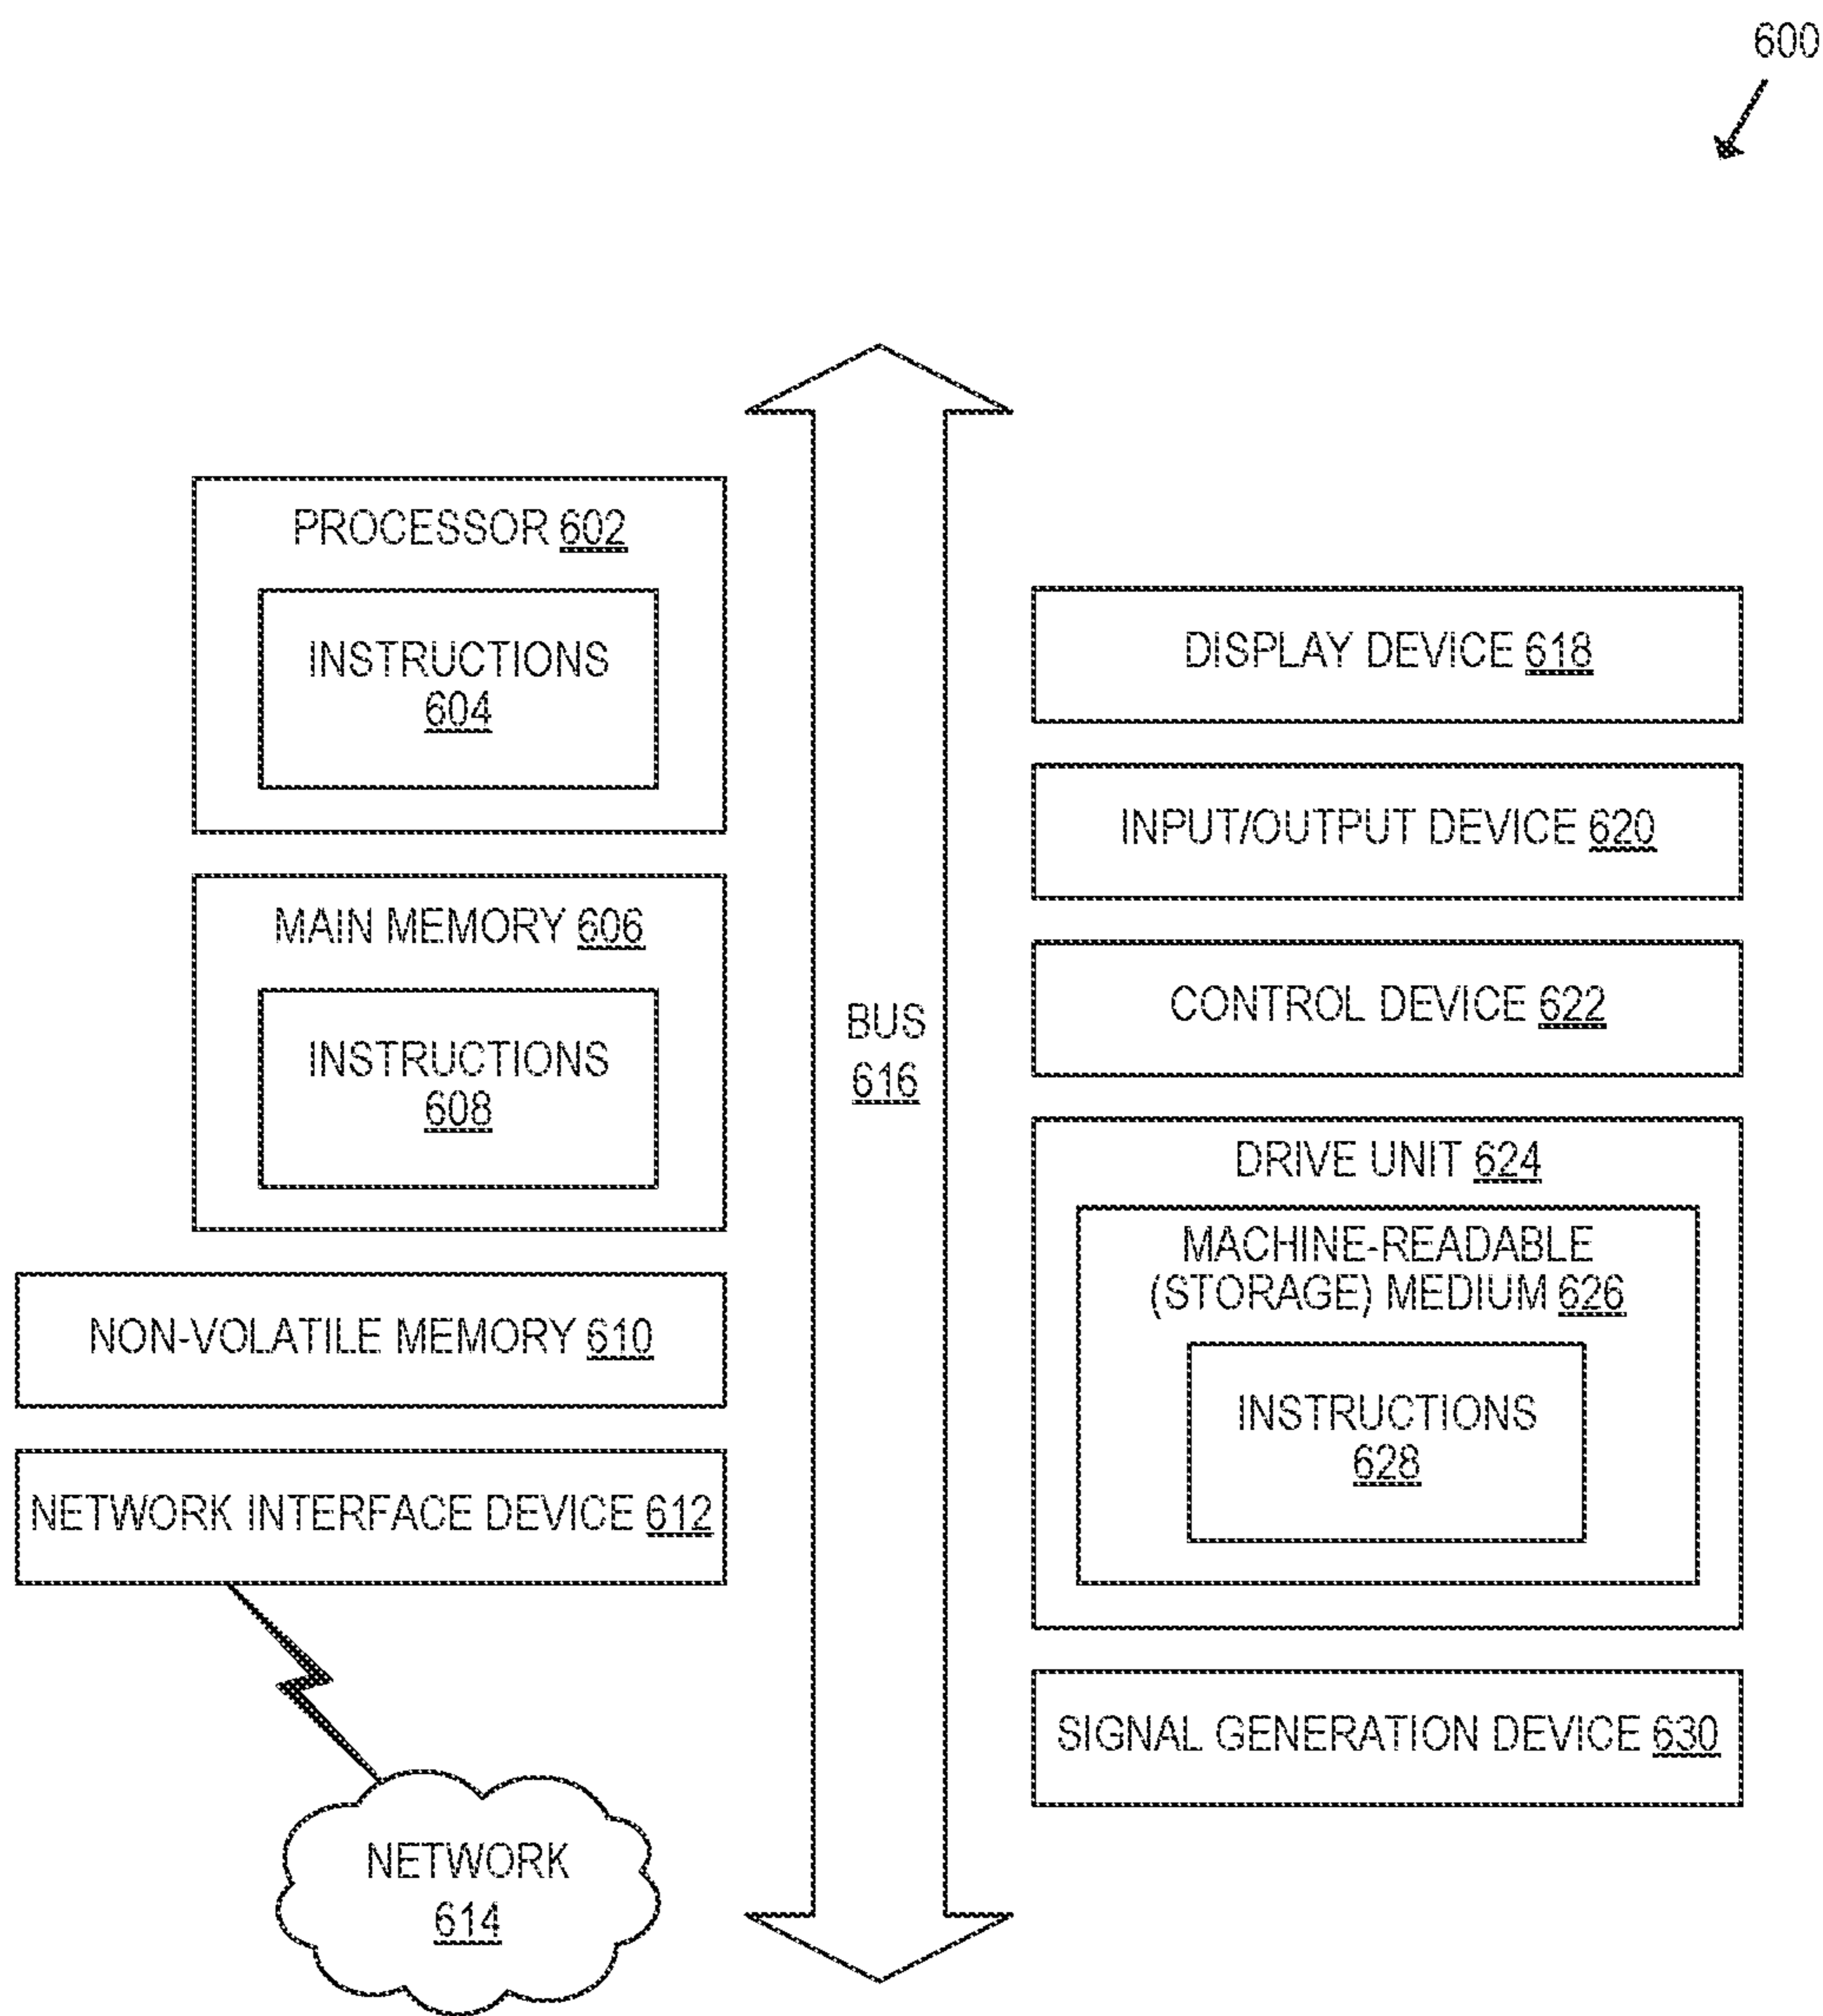 600
PROCESSOR 602
INSTRUCTIONS
604
MAIN MEMORY 606
INSTRUCTIONS
608
NON-VOLATILE MEMORY 610
NETWORK INTERFACE DEVICE 612
NETWORK
614
BUS
616
DISPLAY DEVICE 618
INPUT/OUTPUT DEVICE 620
CONTROL DEVICE 622
DRIVE UNIT 624
MACHINE-READABLE
(STORAGE) MEDIUM 626
INSTRUCTIONS
628
SIGNAL GENERATION DEVICE 630